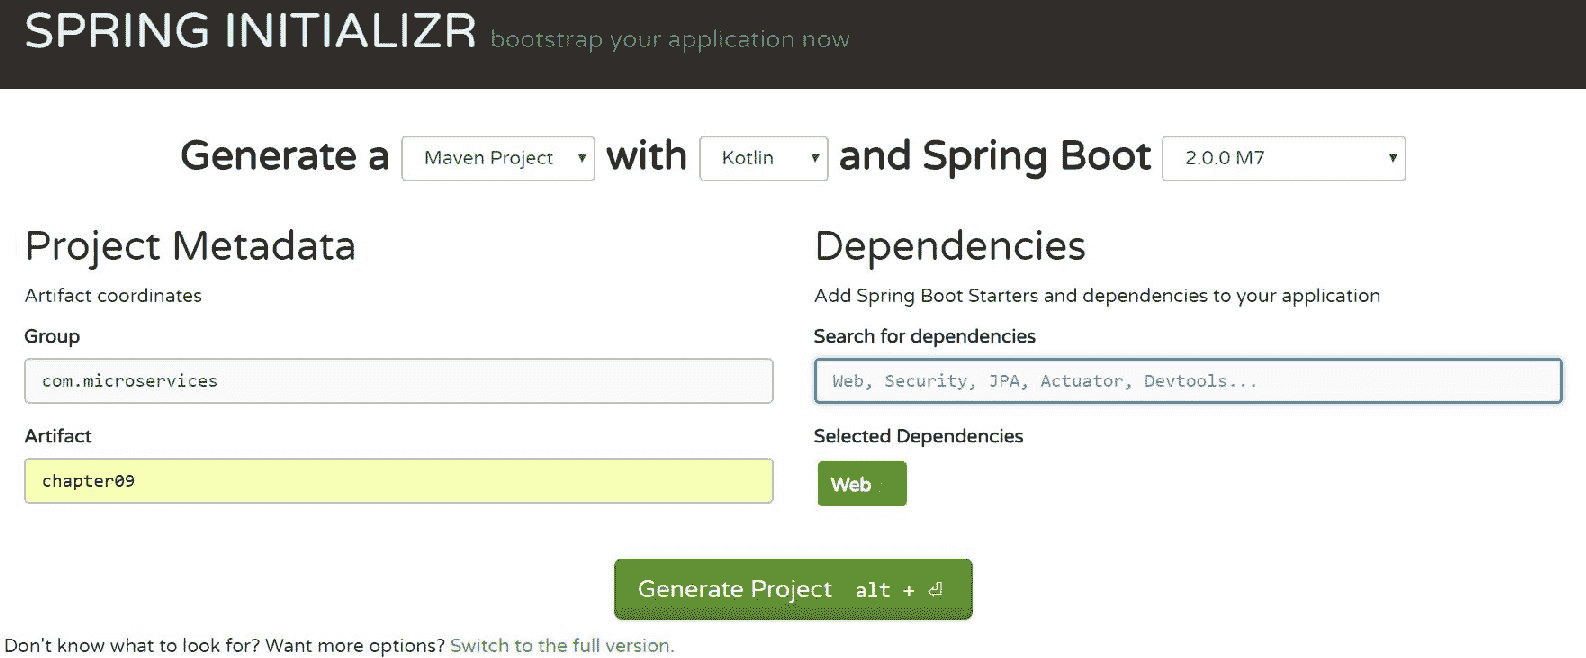 SPRING INITIALIZR bootstrap your application now
Generate a Maven Project with Kotlin and Spring Boot 2.0.0 M7
Project Metadata
Artifact coordinates
Group
com.microservices
Artifact
chapter09
Dependencies
Add Spring Boot Starters and dependencies to your application
Search for dependencies
Web, Security, JPA, Actuator, Devtools...
Selected Dependencies
Web
Generate Project alt + ⏎
Don't know what to look for? Want more options? Switch to the full version.